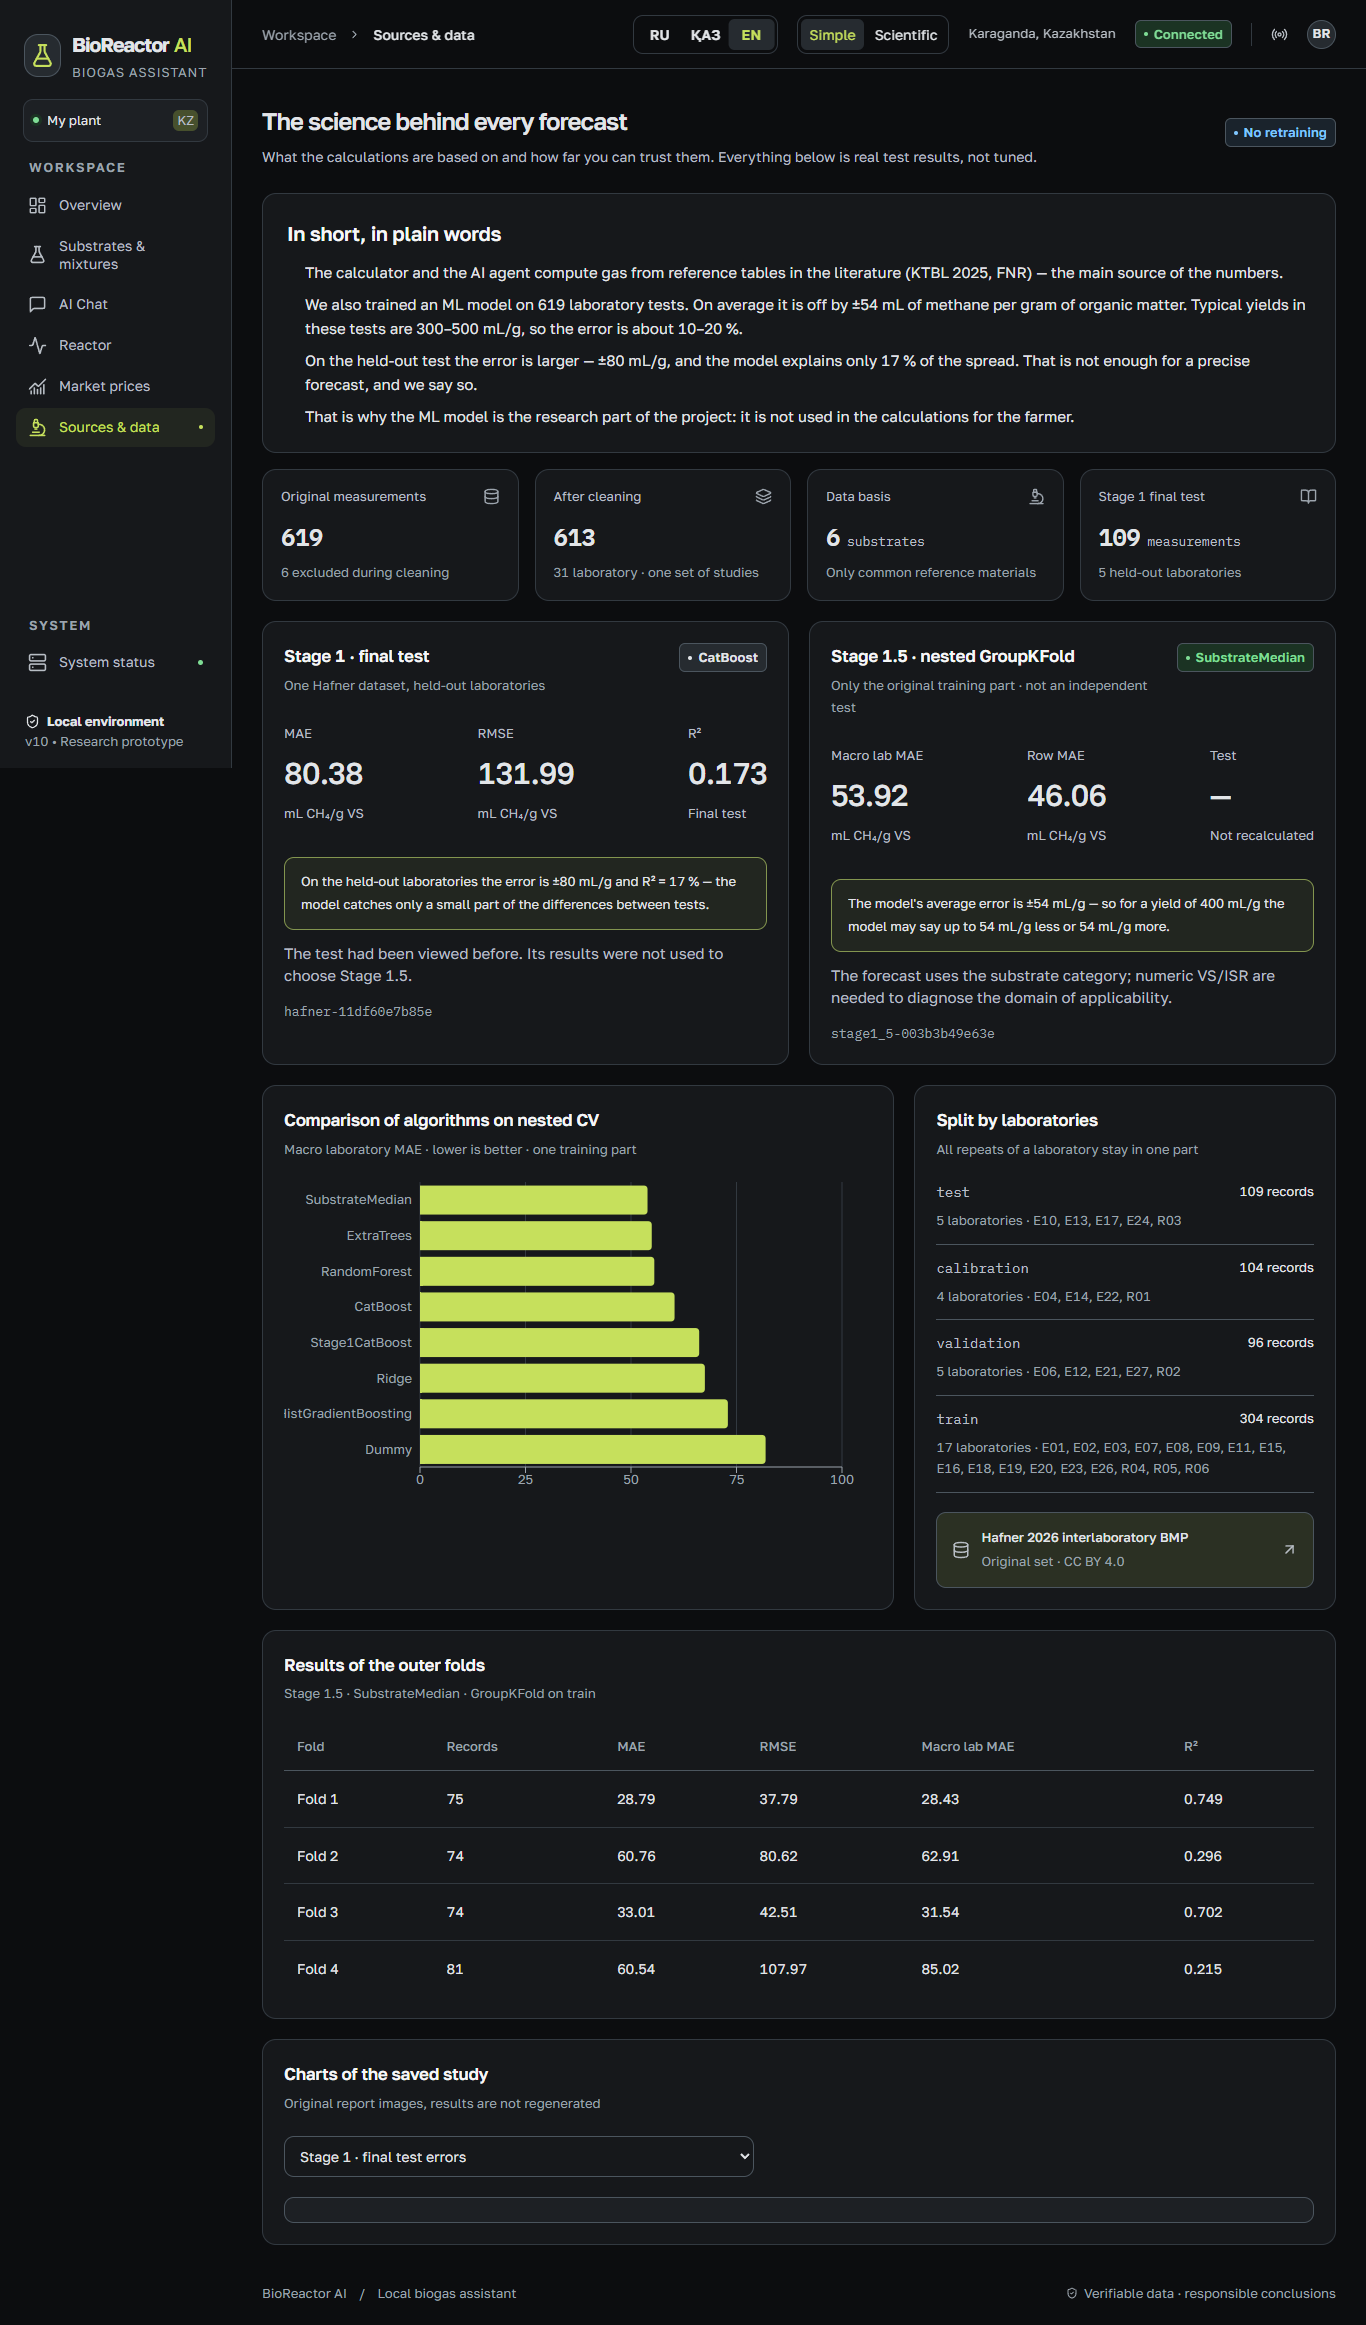 BioReactor AI
BIOGAS ASSISTANT
My plant
KZ
WORKSPACE
Overview
Substrates &
mixtures
AI Chat
Reactor
Market prices
Sources & data
SYSTEM
System status
Local environment
v10 • Research prototype
Workspace
Sources & data
RU
ҚАЗ
EN
Simple
Scientific
Karaganda, Kazakhstan
Connected
BR
The science behind every forecast
What the calculations are based on and how far you can trust them. Everything below is real test results, not tuned.
No retraining
In short, in plain words
The calculator and the AI agent compute gas from reference tables in the literature (KTBL 2025, FNR) — the main source of the numbers.
We also trained an ML model on 619 laboratory tests. On average it is off by ±54 mL of methane per gram of organic matter. Typical yields in
these tests are 300–500 mL/g, so the error is about 10–20 %.
On the held-out test the error is larger — ±80 mL/g, and the model explains only 17 % of the spread. That is not enough for a precise
forecast, and we say so.
That is why the ML model is the research part of the project: it is not used in the calculations for the farmer.
Original measurements
619
6 excluded during cleaning
After cleaning
613
31 laboratory · one set of studies
Data basis
6 substrates
Only common reference materials
Stage 1 final test
109 measurements
5 held-out laboratories
Stage 1 · final test
CatBoost
One Hafner dataset, held-out laboratories
MAE
80.38
mL CH₄/g VS
RMSE
131.99
mL CH₄/g VS
R²
0.173
Final test
On the held-out laboratories the error is ±80 mL/g and R² = 17 % — the
model catches only a small part of the differences between tests.
The test had been viewed before. Its results were not used to
choose Stage 1.5.
hafner-11df60e7b85e
Stage 1.5 · nested GroupKFold
SubstrateMedian
Only the original training part · not an independent
test
Macro lab MAE
53.92
mL CH₄/g VS
Row MAE
46.06
mL CH₄/g VS
Test
—
Not recalculated
The model's average error is ±54 mL/g — so for a yield of 400 mL/g the
model may say up to 54 mL/g less or 54 mL/g more.
The forecast uses the substrate category; numeric VS/ISR are
needed to diagnose the domain of applicability.
stage1_5-003b3b49e63e
Comparison of algorithms on nested CV
Macro laboratory MAE · lower is better · one training part
SubstrateMedian
ExtraTrees
RandomForest
CatBoost
Stage1CatBoost
Ridge
HistGradientBoosting
Dummy
0
25
50
75
100
Split by laboratories
All repeats of a laboratory stay in one part
test
109 records
5 laboratories · E10, E13, E17, E24, R03
calibration
104 records
4 laboratories · E04, E14, E22, R01
validation
96 records
5 laboratories · E06, E12, E21, E27, R02
train
304 records
17 laboratories · E01, E02, E03, E07, E08, E09, E11, E15,
E16, E18, E19, E20, E23, E26, R04, R05, R06
Hafner 2026 interlaboratory BMP
Original set · CC BY 4.0
Results of the outer folds
Stage 1.5 · SubstrateMedian · GroupKFold on train
Fold Records MAE RMSE Macro lab MAE R²
Fold 1 75 28.79 37.79 28.43 0.749
Fold 2 74 60.76 80.62 62.91 0.296
Fold 3 74 33.01 42.51 31.54 0.702
Fold 4 81 60.54 107.97 85.02 0.215
Charts of the saved study
Original report images, results are not regenerated
Stage 1 · final test errors
BioReactor AI / Local biogas assistant
Verifiable data · responsible conclusions